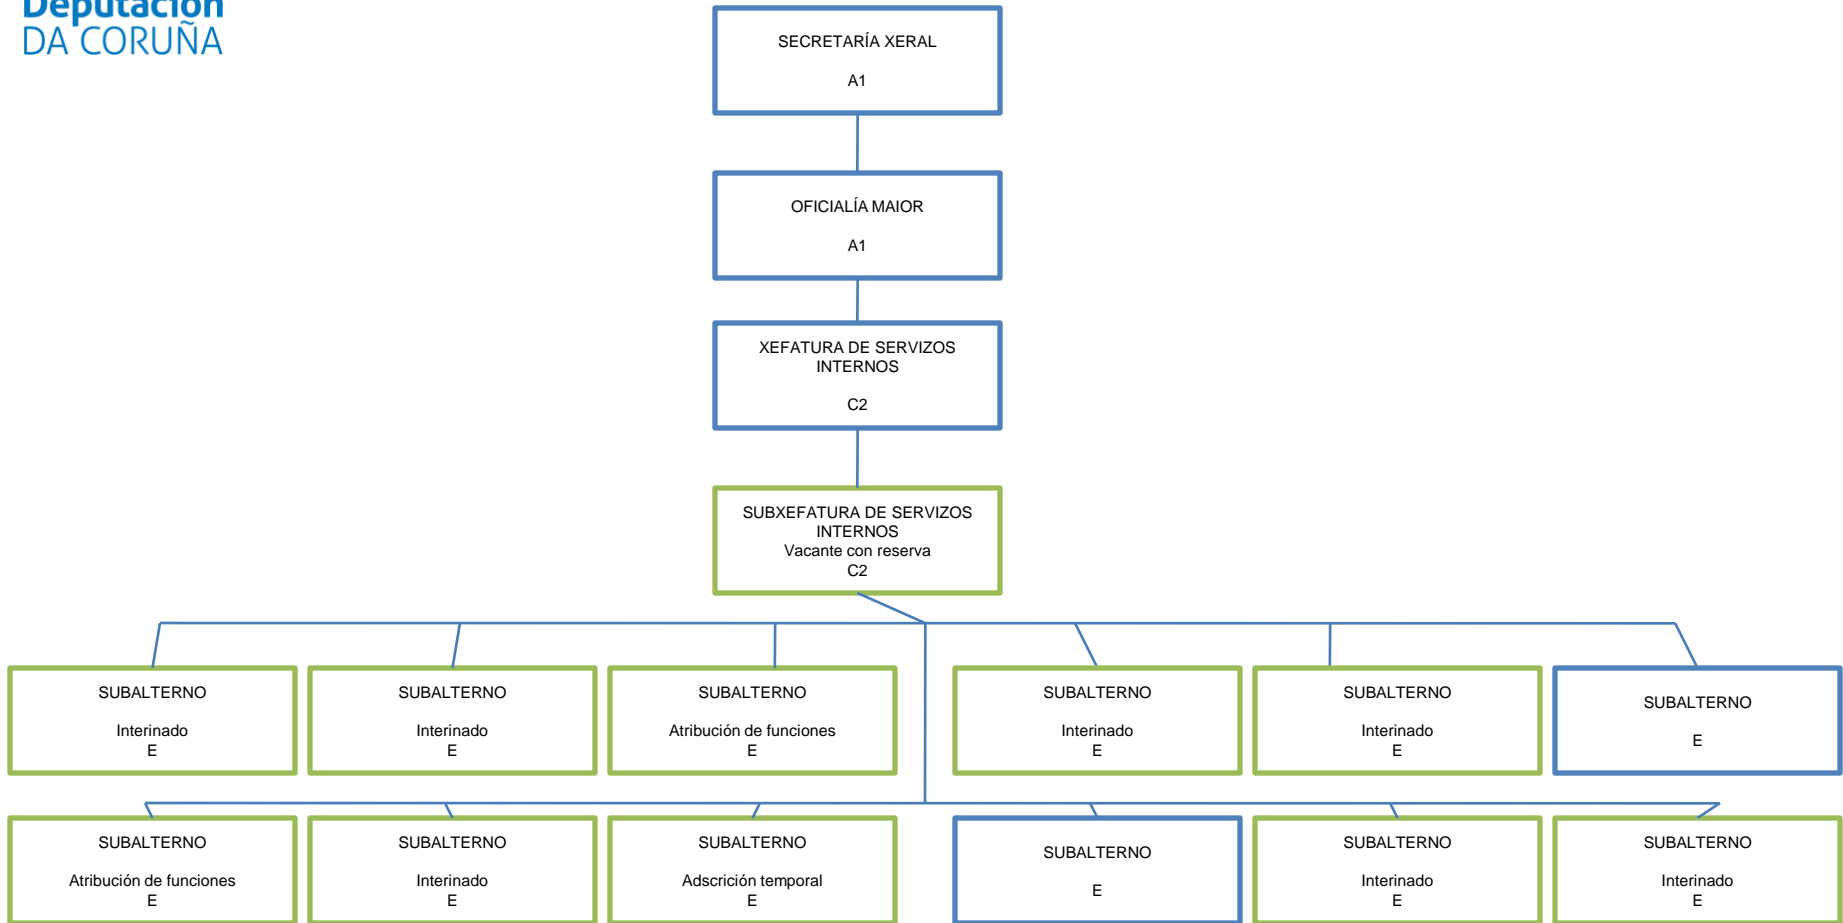 Deputación
DA CORUÑA
SECRETARÍA XERAL
A1
OFICIALÍA MAIOR
A1
XEFATURA DE SERVIZOS
INTERNOS
C2
SUBXEFATURA DE SERVIZOS
INTERNOS
Vacante con reserva
C2
SUBALTERNO
Interinado
E
SUBALTERNO
Interinado
E
SUBALTERNO
Atribución de funciones
E
SUBALTERNO
Interinado
E
SUBALTERNO
Interinado
E
SUBALTERNO
E
SUBALTERNO
Atribución de funciones
E
SUBALTERNO
Interinado
E
SUBALTERNO
Adscrición temporal
E
SUBALTERNO
E
SUBALTERNO
Interinado
E
SUBALTERNO
Interinado
E